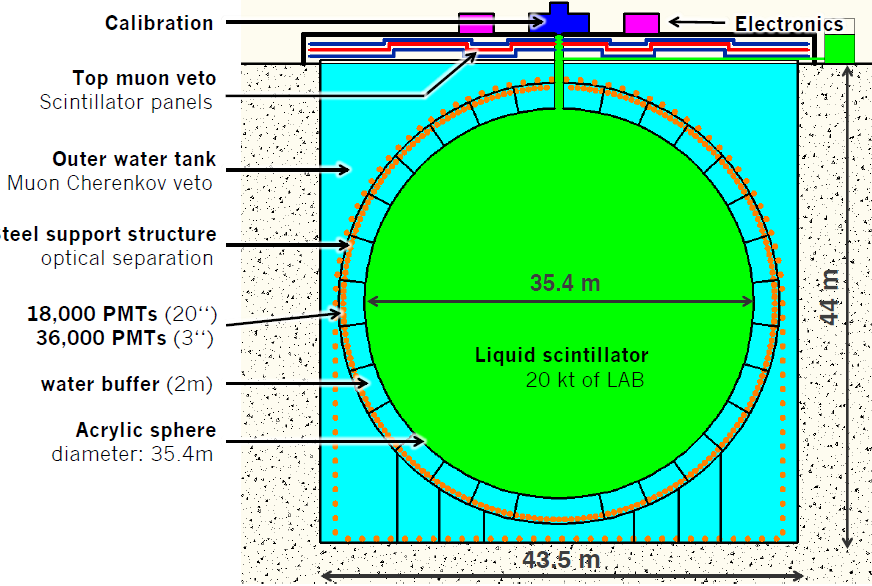 Calibration
Electronics
Top muon veto
Scintillator panels
Outer water tank
Muon Cherenkov veto
Steel support structure
optical separation
18,000 PMTs (20“)
36,000 PMTs (3“)
water buffer (2m)
Acrylic sphere
diameter: 35.4m
35.4 m
Liquid scintillator
20 kt of LAB
44 m
43.5 m